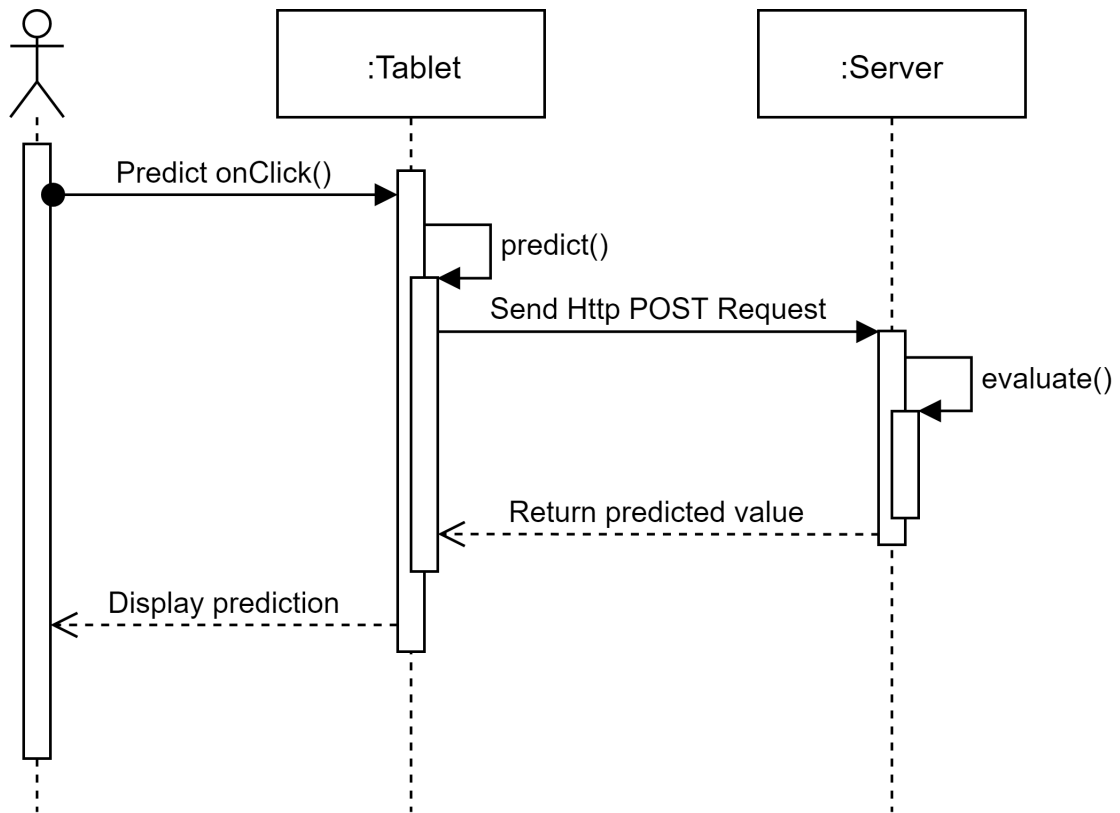 :Tablet
:Server
Predict onClick()
predict()
Send Http POST Request
evaluate()
Return predicted value
Display prediction